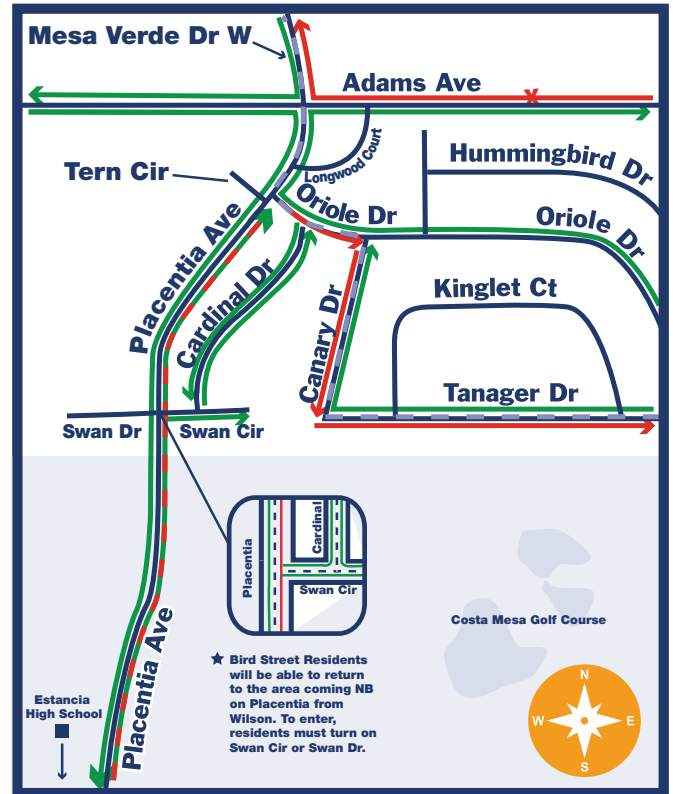 Mesa Verde Dr W
Adams Ave
Longwood Court
Hummingbird Dr
Tern Cir
Oriole Dr
Oriole Dr
Placentia Ave
Cardinal Dr
Canary Dr
Kinglet Ct
Tanager Dr
Swan Dr
Swan Cir
Placentia
Cardinal
Swan Cir
Costa Mesa Golf Course
Placentia Ave
Bird Street Residents
will be able to return
to the area coming NB
on Placentia from
Wilson. To enter,
residents must turn on
Swan Cir or Swan Dr.
Estancia
High School
N
W
E
S